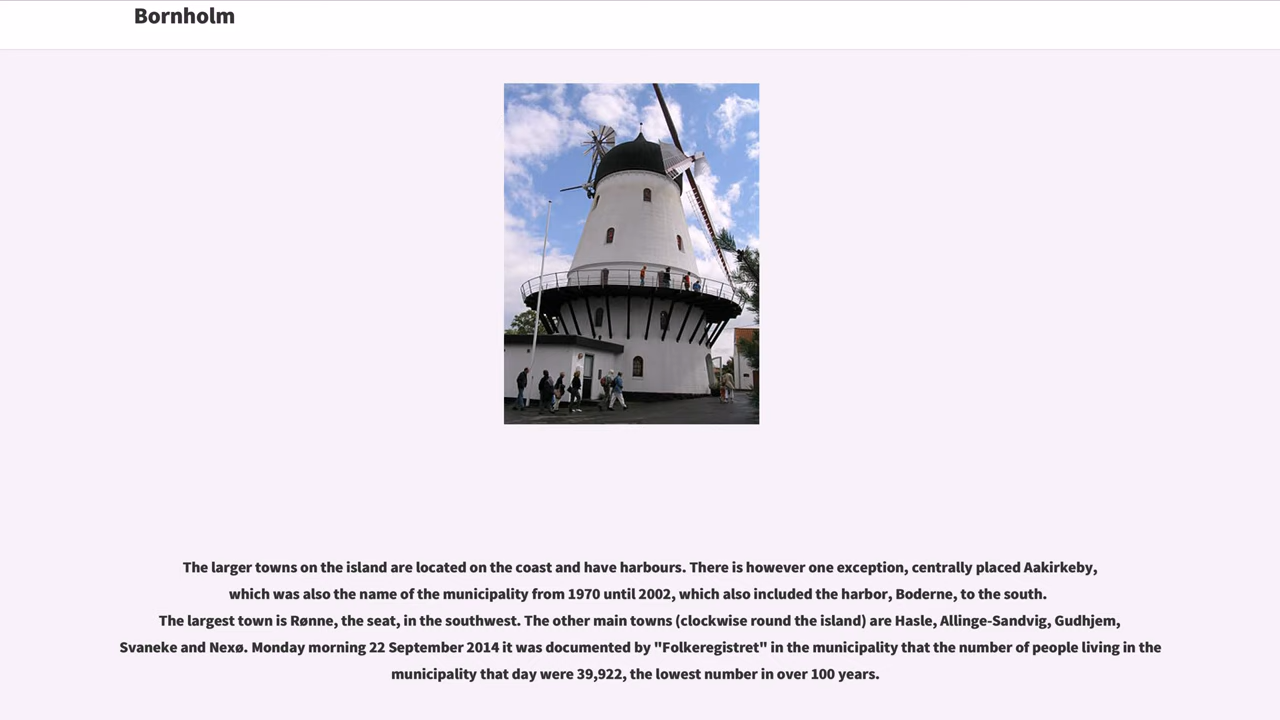 Bornholm
The larger towns on the island are located on the coast and have harbours. There is however one exception, centrally placed Aakirkeby,
which was also the name of the municipality from 1970 until 2002, which also included the harbor, Boderne, to the south.
The largest town is Rønne, the seat, in the southwest. The other main towns (clockwise round the island) are Hasle, Allinge-Sandvig, Gudhjem,
Svaneke and Nexø. Monday morning 22 September 2014 it was documented by "Folkeregistret" in the municipality that the number of people living in the
municipality that day were 39,922, the lowest number in over 100 years.